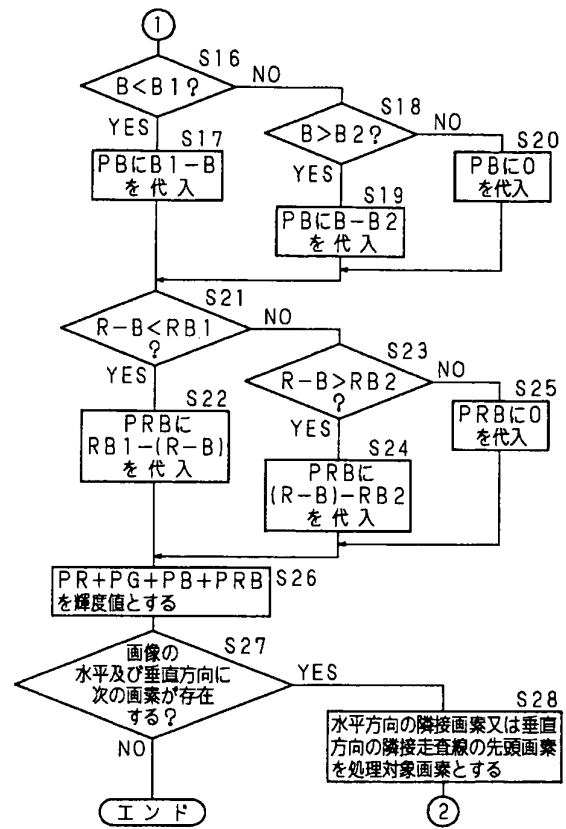 ①
S16
B<B1?
NO
YES
S17
PBにB1-B
を代入
S18
B>B2?
NO
YES
S19
PBにB-B2
を代入
S20
PBに0
を代入
S21
R-B<RB1
?
NO
YES
S22
PRBに
RB1-(R-B)
を代入
S23
R-B>RB2
?
NO
YES
S24
PRBに
(R-B)-RB2
を代入
S25
PRBに0
を代入
PR+PG+PB+PRB
を輝度値とする
S26
S27
画像の
水平及び垂直方向に
次の画素が存在
する?
YES
NO
S28
水平方向の隣接画素又は垂直
方向の隣接走査線の先頭画素
を処理対象画素とする
エンド
②